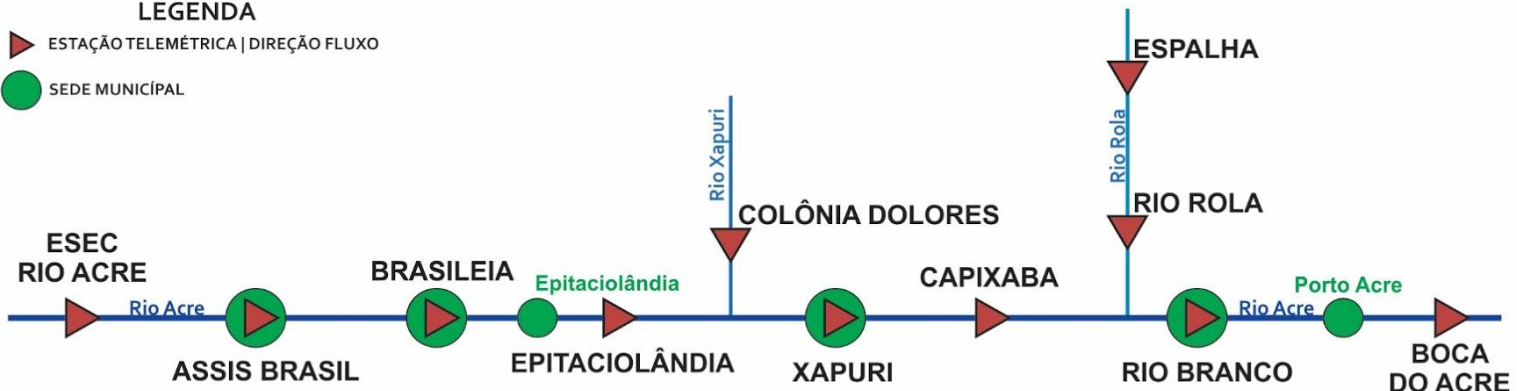 LEGENDA
ESTAÇÃO TELEMÉTRICA | DIREÇÃO FLUXO
SEDE MUNICÍPAL
ESPALHA
Rio Xapuri
Rio Rola
COLÔNIA DOLORES
RIO ROLA
ESEC
RIO ACRE
BRASILEIA
Epitaciolândia
CAPIXABA
Porto Acre
Rio Acre
Rio Acre
ASSIS BRASIL
EPITACIOLÂNDIA
XAPURI
RIO BRANCO
BOCA
DO ACRE